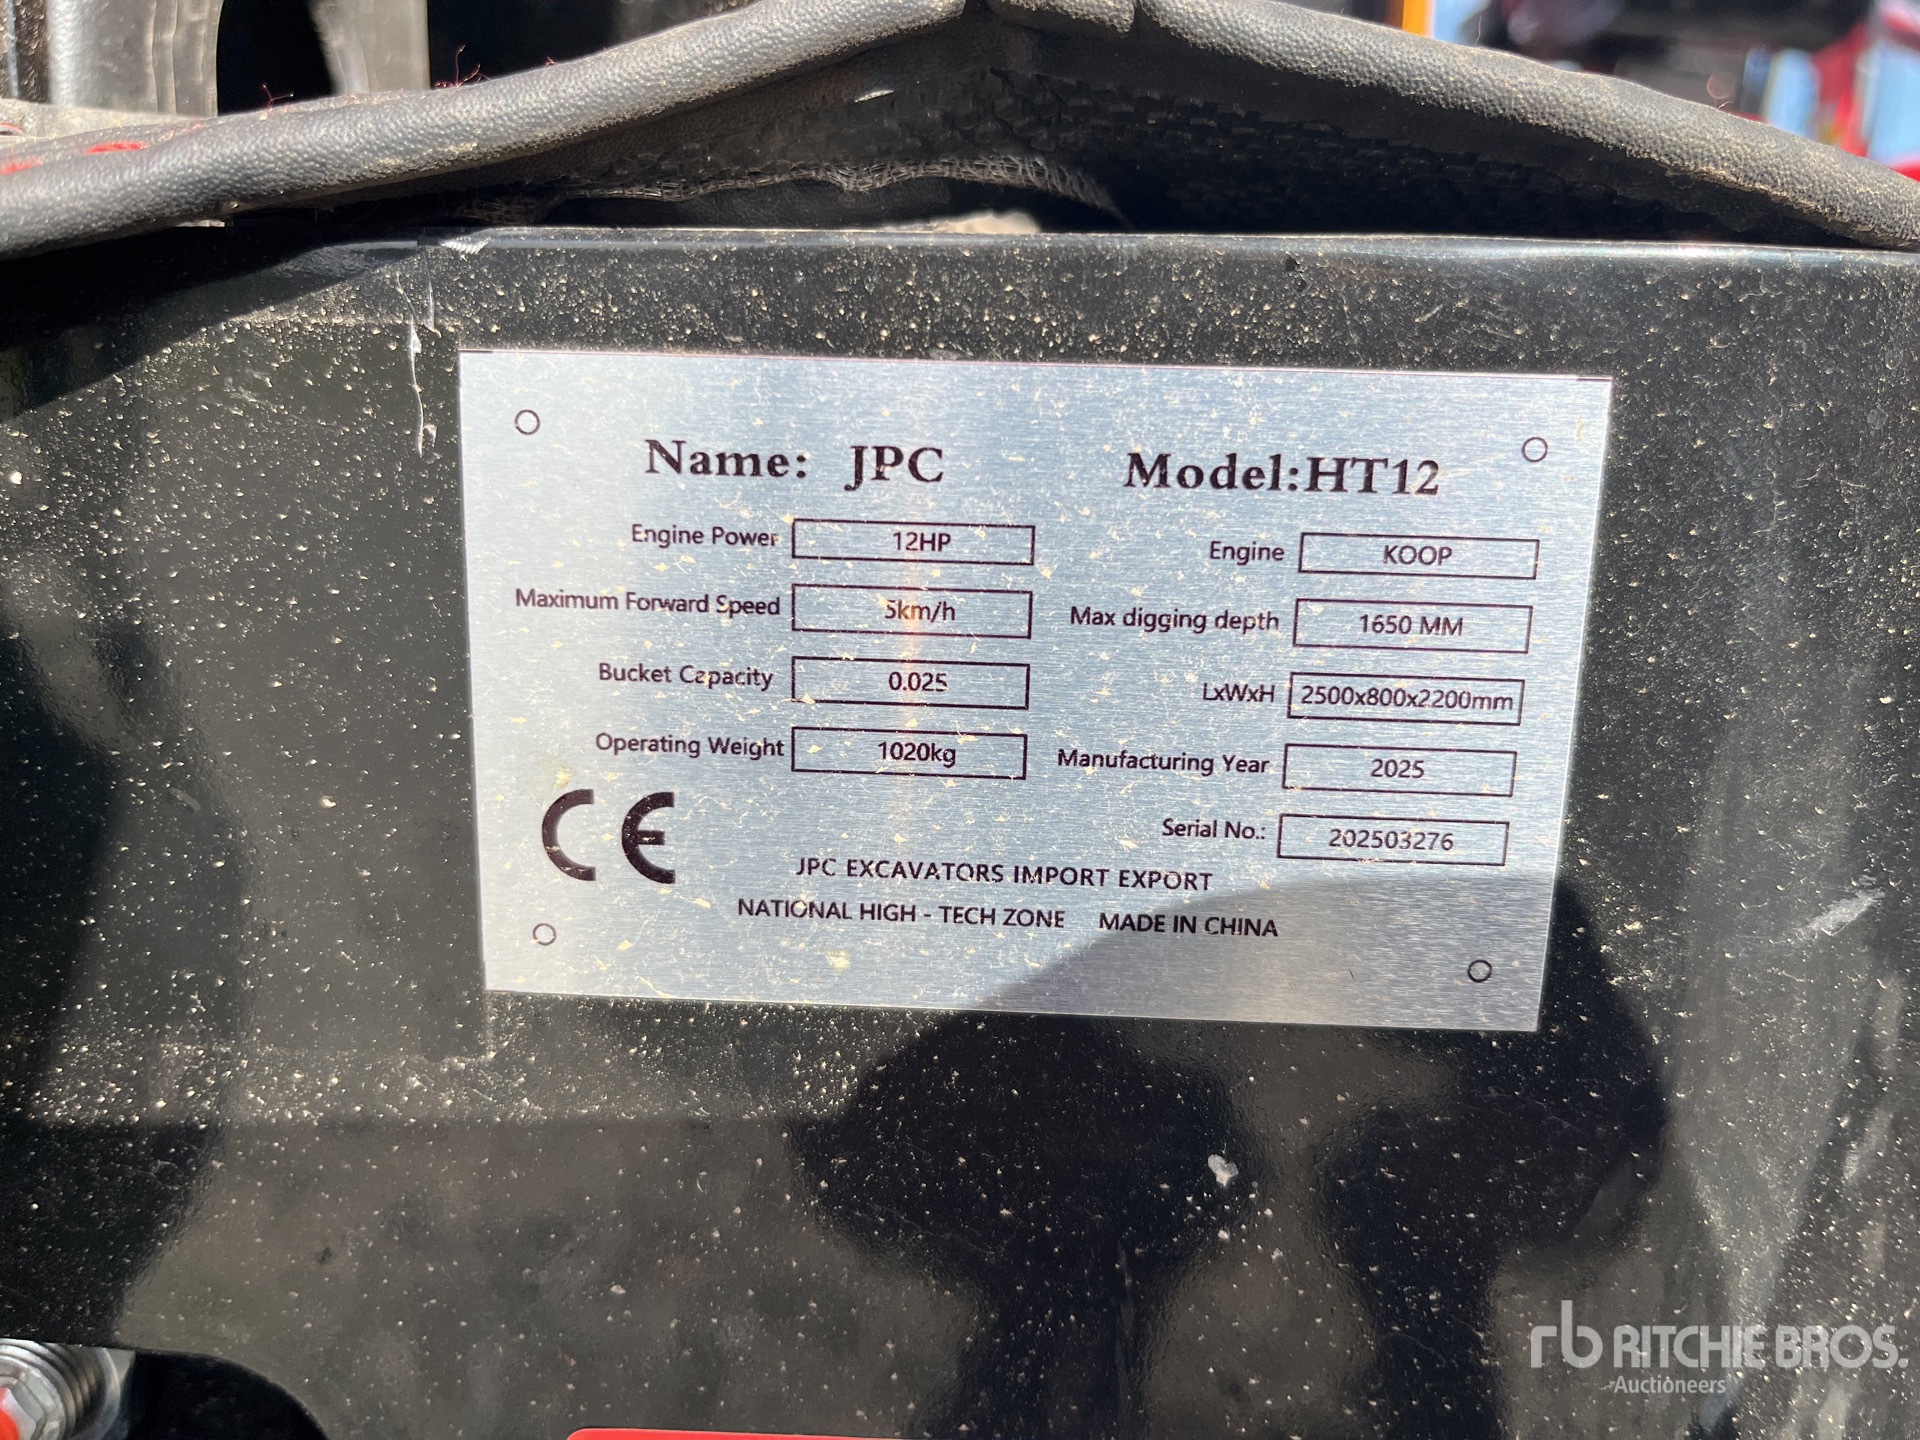 Name: JPC Model:HT12
Engine Power 12HP Engine KOOP
Maximum Forward Speed 5km/h Max digging depth 1650 MM
Bucket Capacity 0.025 LxWxH 2500x800x2200mm
Operating Weight 1020kg Manufacturing Year 2025
Serial No.: 202503276
CE
JPC EXCAVATORS IMPORT EXPORT
NATIONAL HIGH - TECH ZONE MADE IN CHINA
rb RITCHIE BROS.
Auctioneers